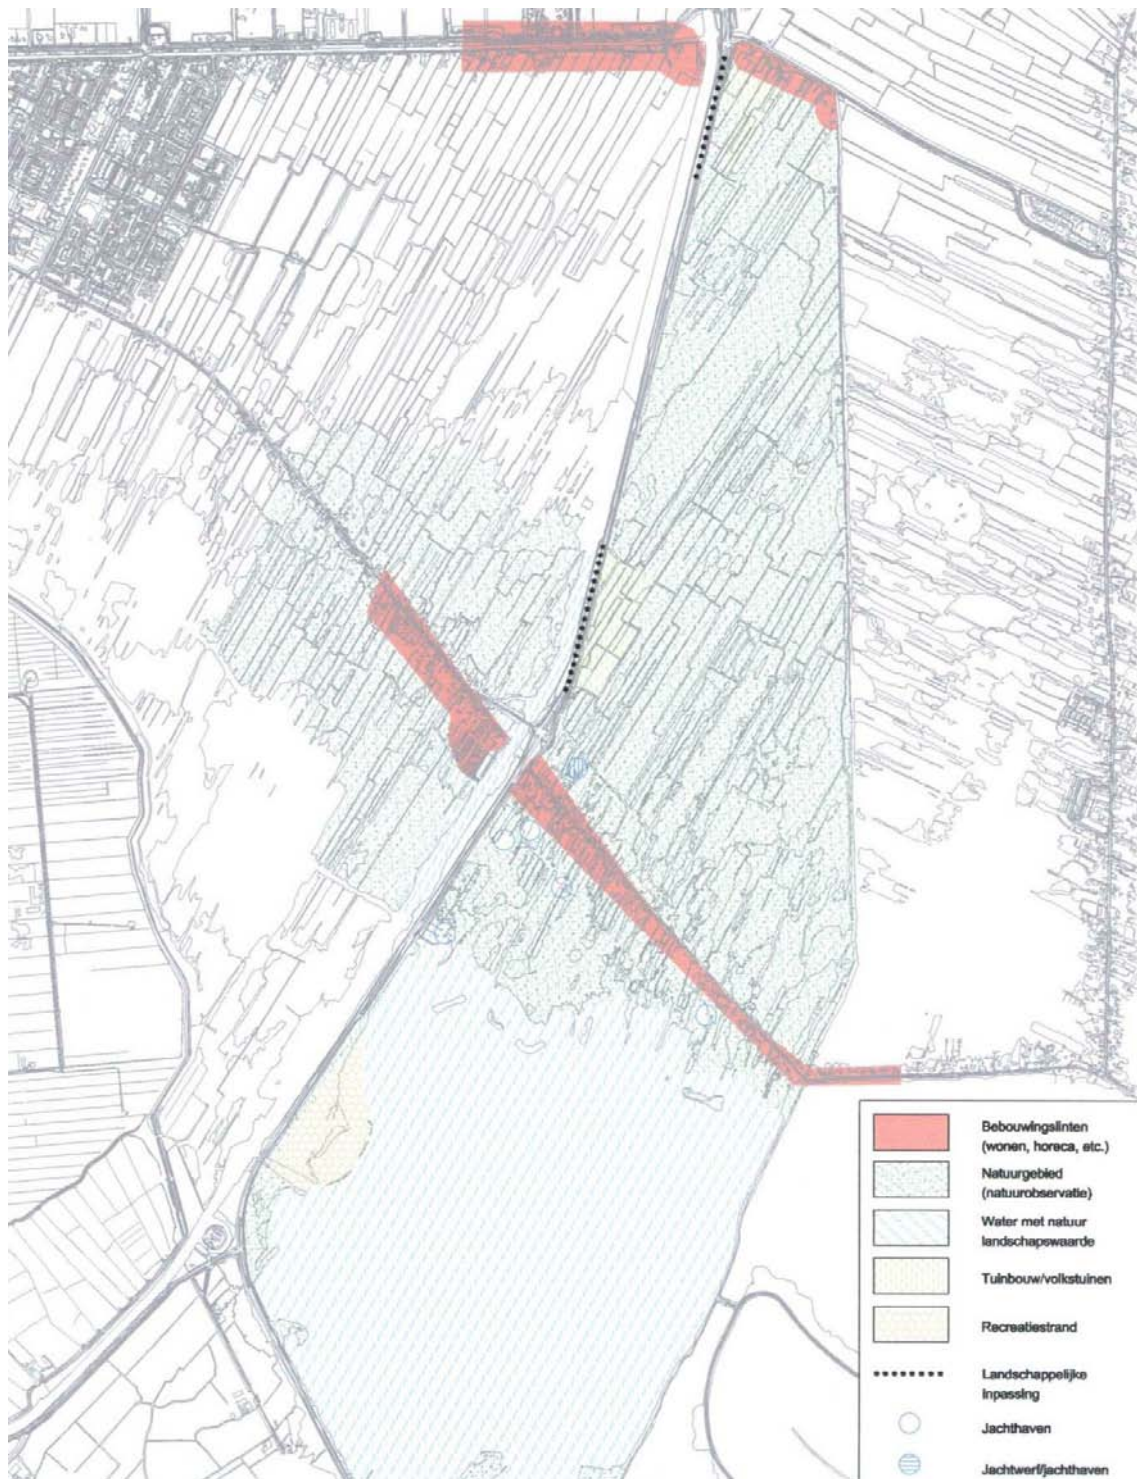 Bebouwingslinten
(wonen, horeca, etc.)
Natuurgebied
(natuurobservatie)
Water met natuur
landschapswaarde
Tuinbouw/volkstuinen
Recreatiestrand
Landschappelijke
Inpassing
Jachthaven
Jachtwerf/jachthaven